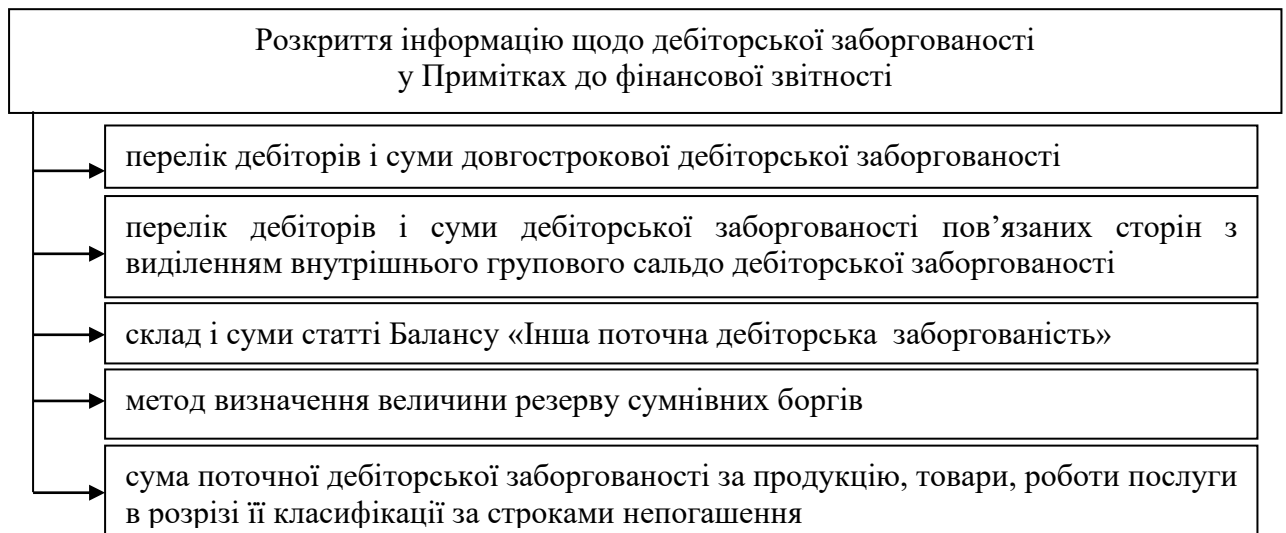 Розкриття інформацію щодо дебіторської заборгованості
у Примітках до фінансової звітності
перелік дебіторів і суми довгострокової дебіторської заборгованості
перелік дебіторів і суми дебіторської заборгованості пов’язаних сторін з
виділенням внутрішнього групового сальдо дебіторської заборгованості
склад і суми статті Балансу «Інша поточна дебіторська заборгованість»
метод визначення величини резерву сумнівних боргів
сума поточної дебіторської заборгованості за продукцію, товари, роботи послуги
в розрізі її класифікації за строками непогашення